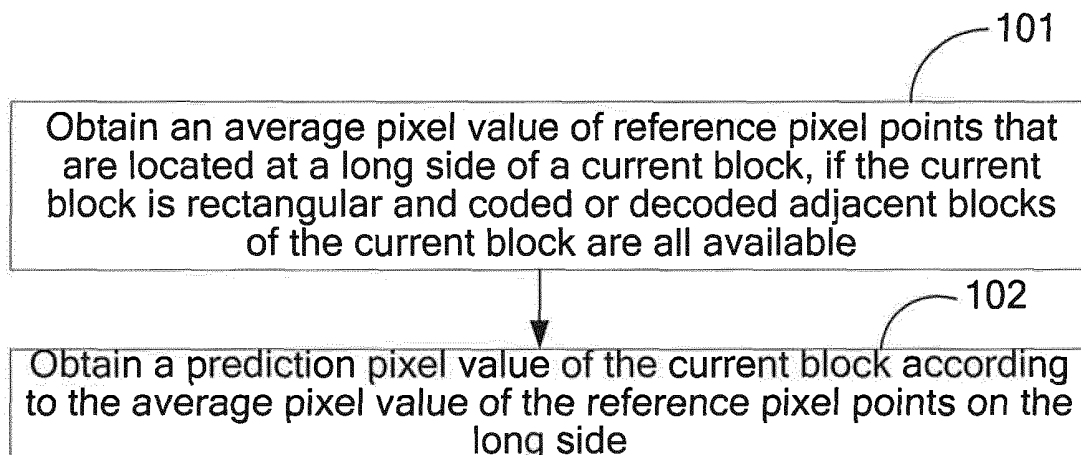 101
Obtain an average pixel value of reference pixel points that
are located at a long side of a current block, if the current
block is rectangular and coded or decoded adjacent blocks
of the current block are all available
102
Obtain a prediction pixel value of the current block according
to the average pixel value of the reference pixel points on the
long side